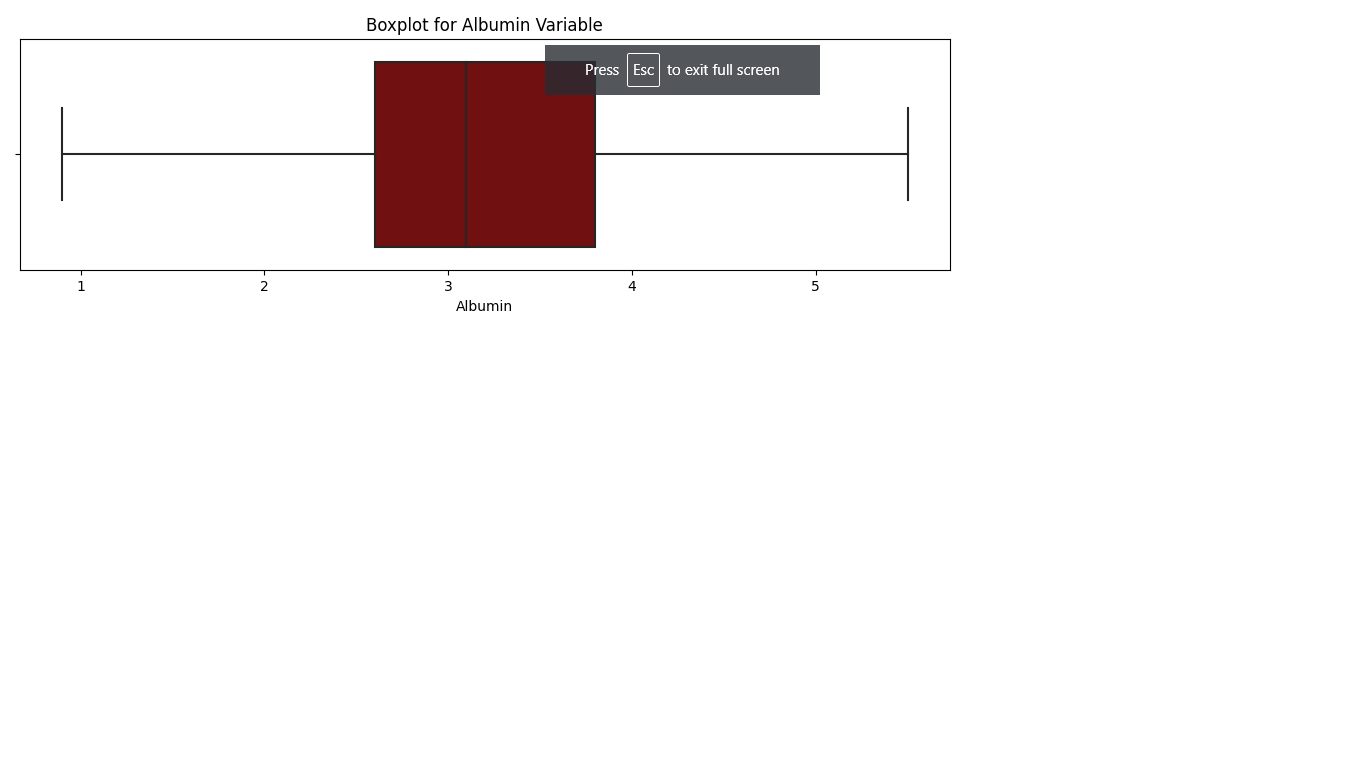 Boxplot for Albumin Variable
Press Esc to exit full screen
1 2 3 4 5
Albumin